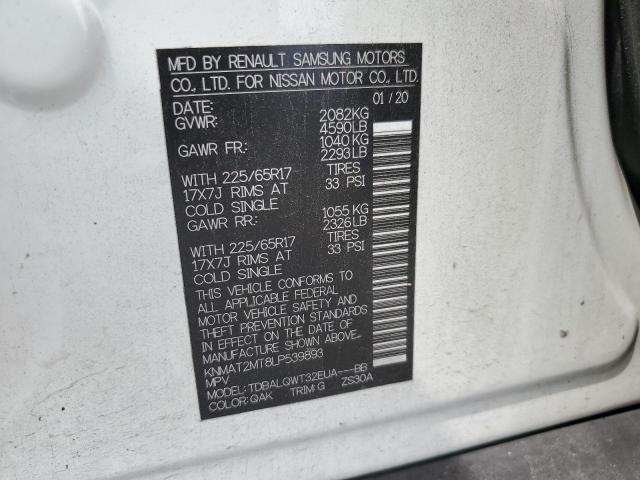 MFD BY RENAULT SAMSUNG MOTORS
CO., LTD. FOR NISSAN MOTOR CO., LTD.
DATE: 01/20
GVWR: 2082KG
4590LB
GAWR FR: 1040KG
2293LB
WITH 225/65R17 TIRES
17X7J RIMS AT 33 PSI
COLD SINGLE
GAWR RR: 1055KG
2326LB
WITH 225/65R17 TIRES
17X7J RIMS AT 33 PSI
COLD SINGLE
THIS VEHICLE CONFORMS TO
ALL APPLICABLE FEDERAL
MOTOR VEHICLE SAFETY AND
THEFT PREVENTION STANDARDS
IN EFFECT ON THE DATE OF
MANUFACTURE SHOWN ABOVE.
KNMAT2MT8LP539893
MPV
MODEL: TDBALQWT32EUA---BB
COLOR: QAK TRIM: G ZS30A